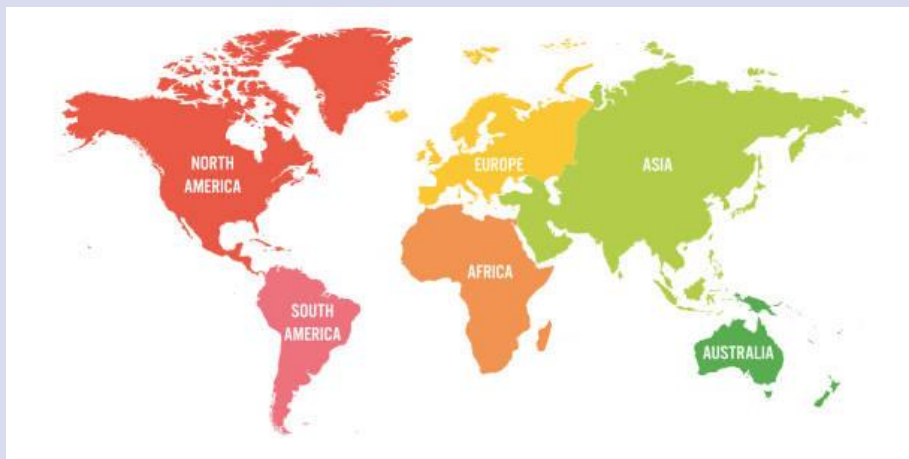 NORTH
AMERICA
EUROPE
ASIA
AFRICA
SOUTH
AMERICA
AUSTRALIA